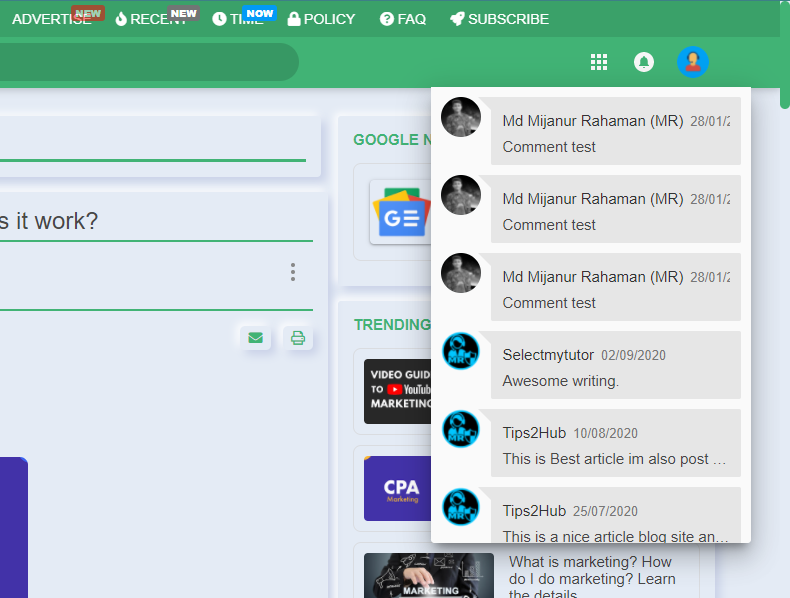 ADVERTISE NEW RECENT NEW TIME NOW POLICY FAQ SUBSCRIBE
s it work?
GOOGLE N
GE
TRENDING
VIDEO GUID
TO YouTube
MARKETING
CPA
Marketing
MARKETING
What is marketing? How
do I do marketing? Learn
the details
Md Mijanur Rahaman (MR) 28/01/2
Comment test
Md Mijanur Rahaman (MR) 28/01/2
Comment test
Md Mijanur Rahaman (MR) 28/01/2
Comment test
Selectmytutor 02/09/2020
Awesome writing.
Tips2Hub 10/08/2020
This is Best article im also post ...
Tips2Hub 25/07/2020
This is a nice article blog site an...